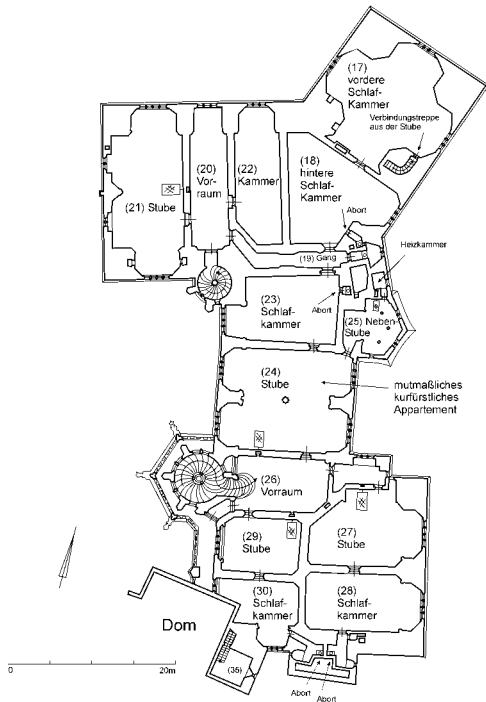 (17)
vordere
Schlaf-
Kammer
Verbindungstreppe
aus der Stube
(20)
Vor-
raum
(22)
Kammer
(18)
hintere
Schlaf-
Kammer
(21) Stube
Abort
(19) Gang
Heizkammer
(23)
Schlaf-
kammer
Abort
(25) Neben-
Stube
(24)
Stube
mutmaßliches
kurfürstliches
Appartement
(26)
Vorraum
(29)
Stube
(27)
Stube
(30)
Schlaf-
kammer
(28)
Schlaf-
kammer
Dom
(35)
0
20m
Abort
Abort